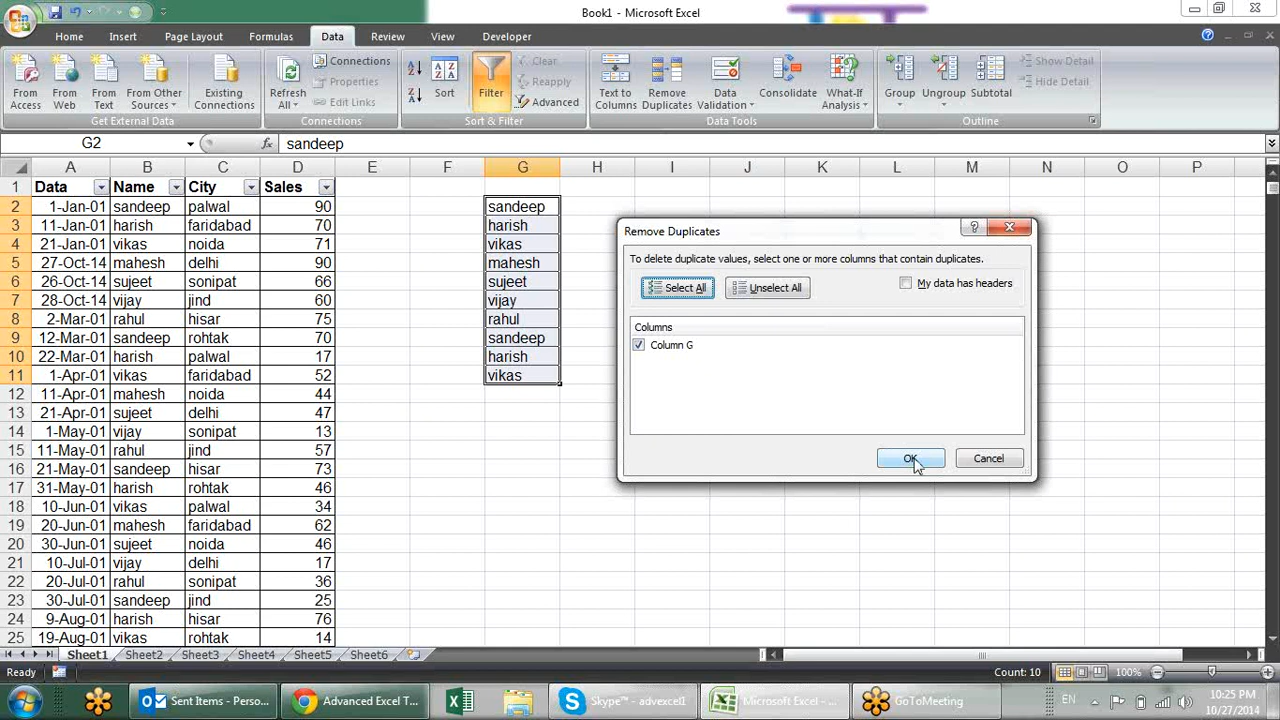 Book1 - Microsoft Excel
Home Insert Page Layout Formulas Data Review View Developer
From Access From Web From Text From Other Sources Existing Connections Refresh All Connections Properties Edit Links Sort Filter Clear Reapply Advanced Text to Columns Remove Duplicates Data Validation Consolidate What-If Analysis Group Ungroup Subtotal Show Detail Hide Detail
Get External Data Connections Sort & Filter Data Tools Outline
G2 fx sandeep
A B C D E F G H I J K L M N O P
1 Data Name City Sales
2 1-Jan-01 sandeep palwal 90 sandeep
3 11-Jan-01 harish faridabad 70 harish
4 21-Jan-01 vikas noida 71 vikas
5 27-Oct-14 mahesh delhi 90 mahesh
6 26-Oct-14 sujeet sonipat 66 sujeet
7 28-Oct-14 vijay jind 60 vijay
8 2-Mar-01 rahul hisar 75 rahul
9 12-Mar-01 sandeep rohtak 70 sandeep
10 22-Mar-01 harish palwal 17 harish
11 1-Apr-01 vikas faridabad 52 vikas
12 11-Apr-01 mahesh noida 44
13 21-Apr-01 sujeet delhi 47
14 1-May-01 vijay sonipat 13
15 11-May-01 rahul jind 57
16 21-May-01 sandeep hisar 73
17 31-May-01 harish rohtak 46
18 10-Jun-01 vikas palwal 34
19 20-Jun-01 mahesh faridabad 62
20 30-Jun-01 sujeet noida 46
21 10-Jul-01 vijay delhi 17
22 20-Jul-01 rahul sonipat 36
23 30-Jul-01 sandeep jind 25
24 9-Aug-01 harish hisar 76
25 19-Aug-01 vikas rohtak 14
Remove Duplicates
To delete duplicate values, select one or more columns that contain duplicates.
Select All Unselect All My data has headers
Columns
Column G
OK Cancel
Sheet1 Sheet2 Sheet3 Sheet4 Sheet5 Sheet6
Ready Count: 10 100%
Sent Items - Perso... Advanced Excel T... Skype™ - advexcel1 Microsoft Excel - ... GoToMeeting EN 10:25 PM
10/27/2014